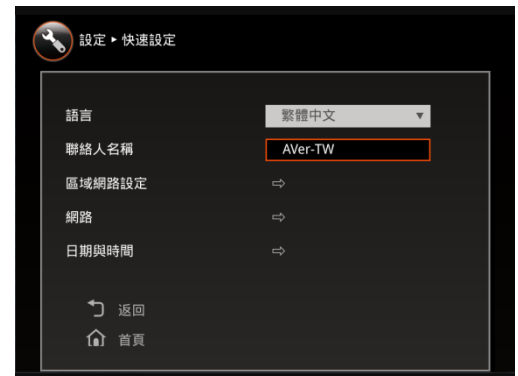 設定 ▸ 快速設定
語言 繁體中文 ▼
聯絡人名稱 AVer-TW
區域網路設定 ⇨
網路 ⇨
日期與時間 ⇨
返回
首頁